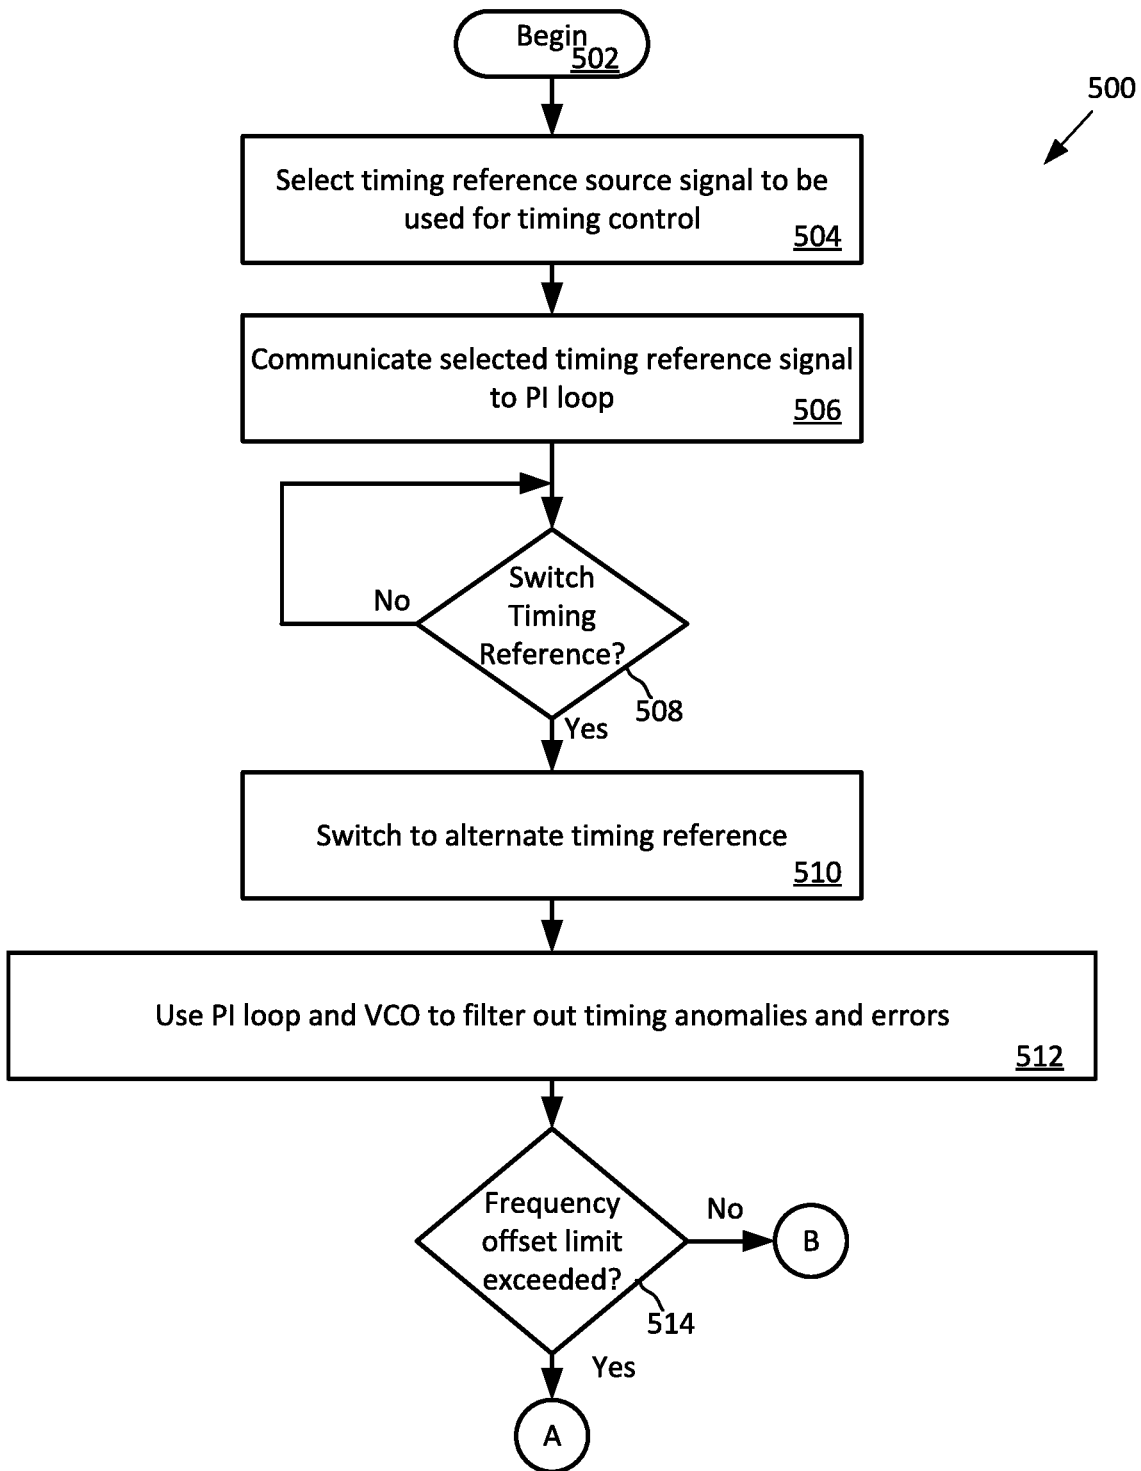 Begin
502
500
Select timing reference source signal to be
used for timing control
504
Communicate selected timing reference signal
to PI loop
506
Switch
Timing
Reference?
No
508
Yes
Switch to alternate timing reference
510
Use PI loop and VCO to filter out timing anomalies and errors
512
Frequency
offset limit
exceeded?
No
B
514
Yes
A